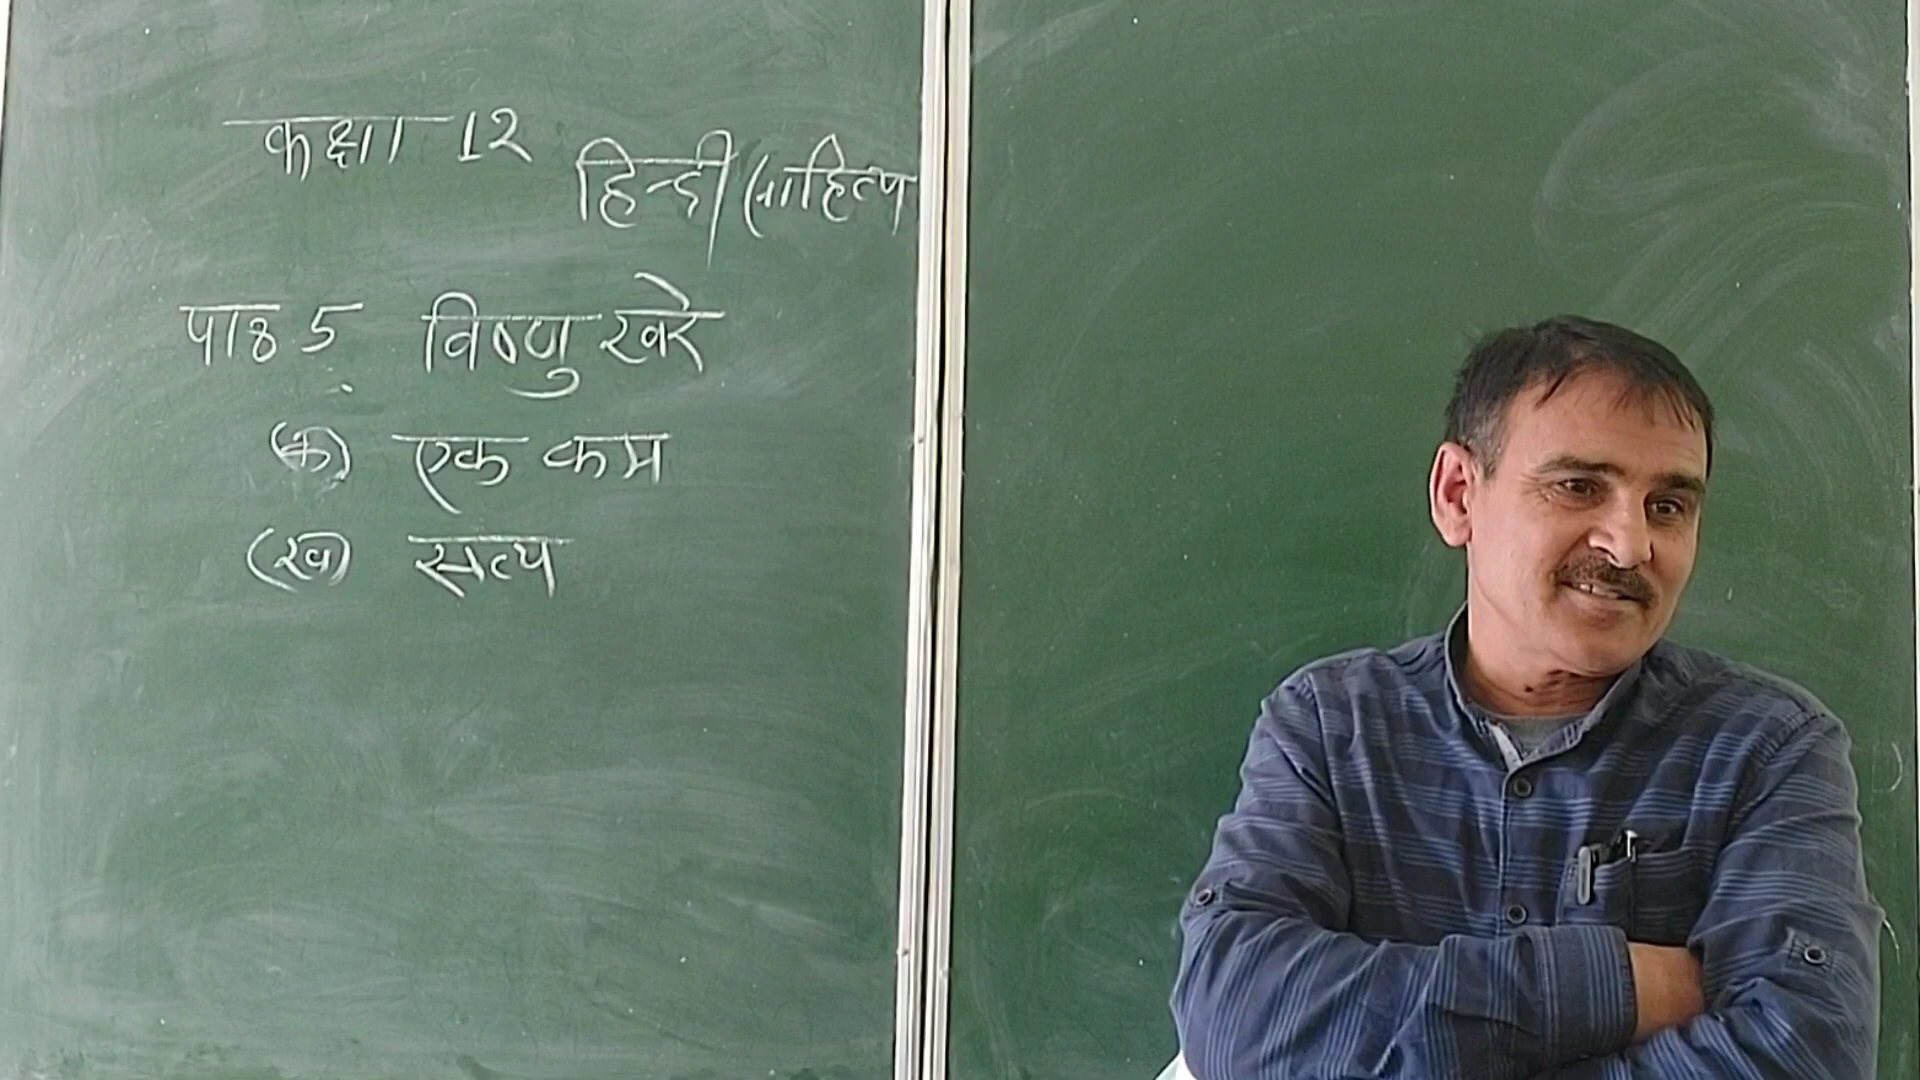 कक्षा 12
हिन्दी साहित्य
पाठ 5 विष्णु खरे
(क) एक कम
(ख) सत्य